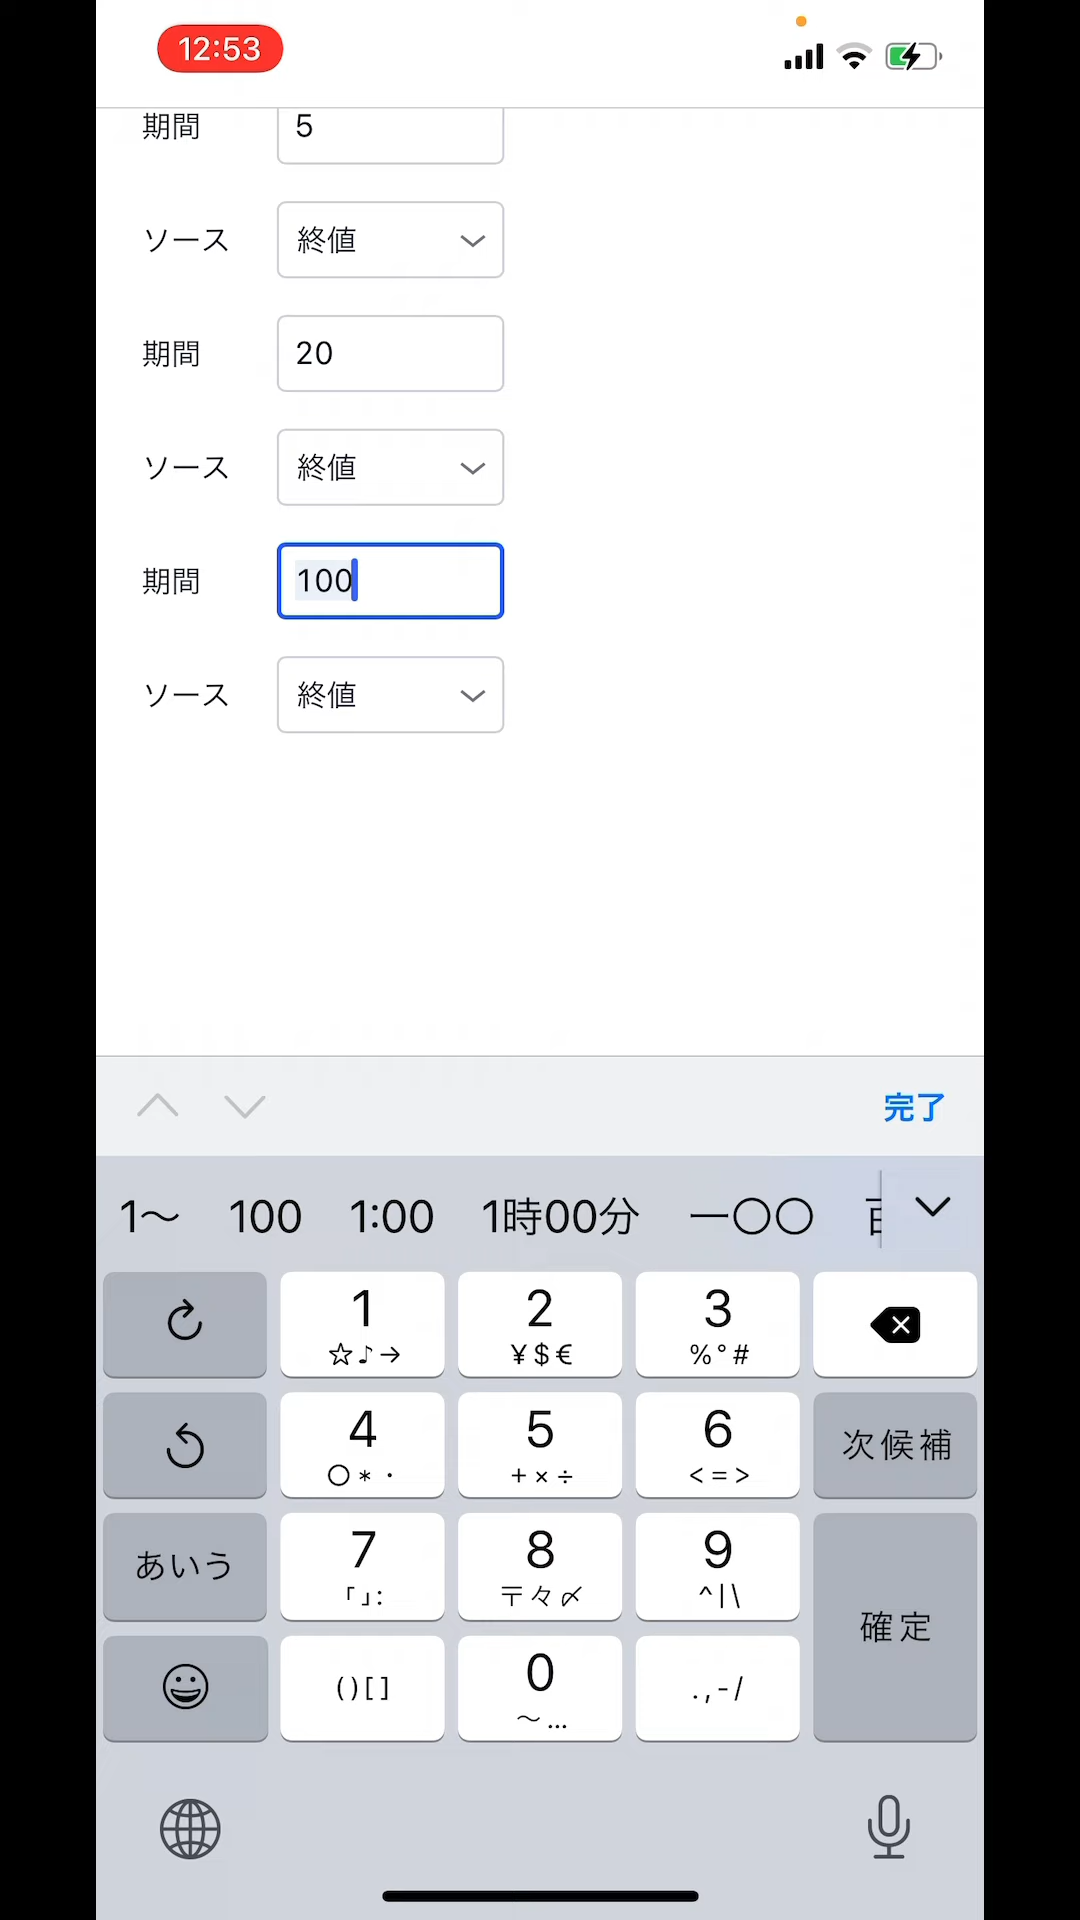 12:53
期間 5
ソース 終値
期間 20
ソース 終値
期間 100
ソース 終値
完了
1〜 100 1:00 1時00分 一〇〇
1 2 3
☆♪→ ¥$€ %°#
4 5 6 次候補
○*・ +×÷ <=>
あいう 7 8 9
「」: 〒々〆 ^|\
確定
()[] 0 .,-/
〜…